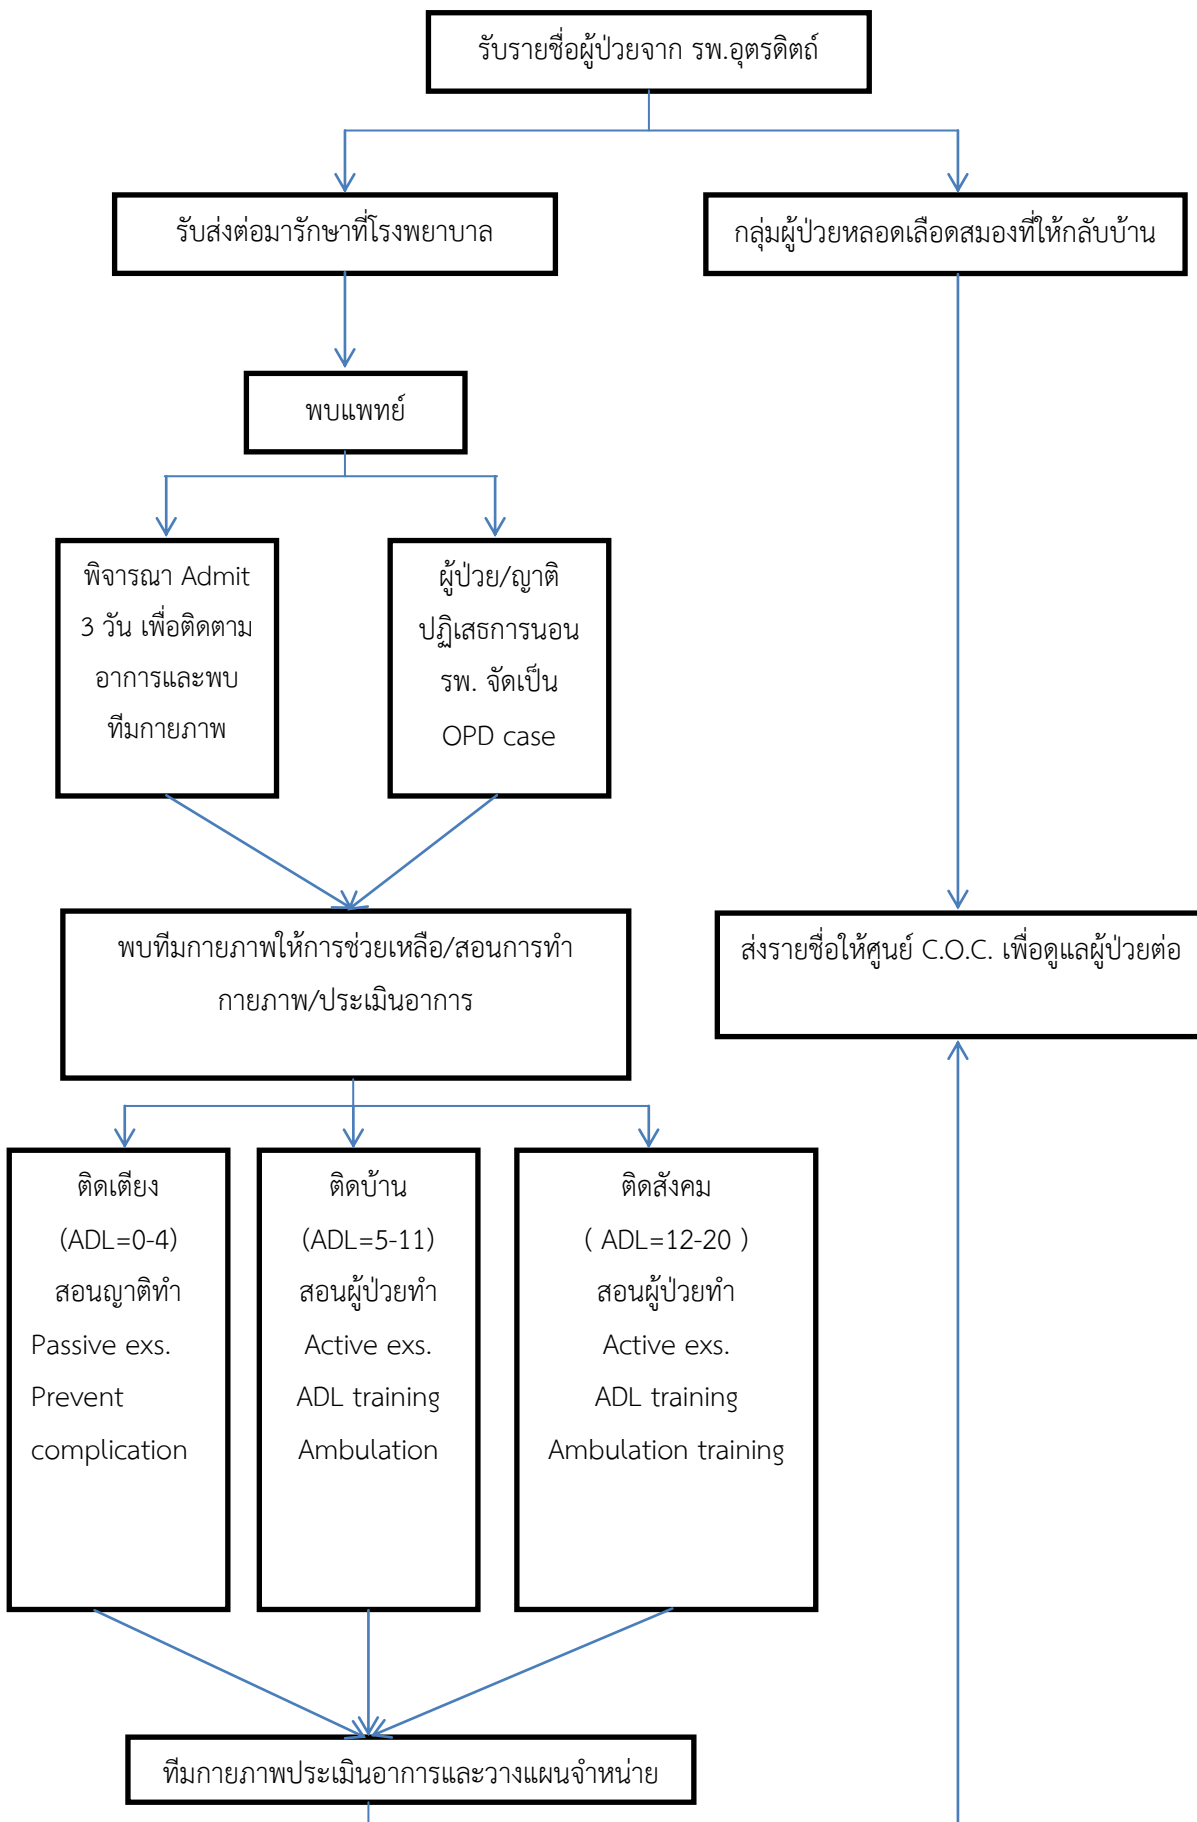 รับรายชื่อผู้ป่วยจาก รพ.อุตรดิตถ์
รับส่งต่อมารักษาที่โรงพยาบาล
กลุ่มผู้ป่วยหลอดเลือดสมองที่ให้กลับบ้าน
พบแพทย์
พิจารณา Admit
3 วัน เพื่อติดตาม
อาการและพบ
ทีมกายภาพ
ผู้ป่วย/ญาติ
ปฏิเสธการนอน
รพ. จัดเป็น
OPD case
พบทีมกายภาพให้การช่วยเหลือ/สอนการทำ
กายภาพ/ประเมินอาการ
ส่งรายชื่อให้ศูนย์ C.O.C. เพื่อดูแลผู้ป่วยต่อ
ติดเตียง
(ADL=0-4)
สอนญาติทำ
Passive exs.
Prevent
complication
ติดบ้าน
(ADL=5-11)
สอนผู้ป่วยทำ
Active exs.
ADL training
Ambulation
ติดสังคม
( ADL=12-20 )
สอนผู้ป่วยทำ
Active exs.
ADL training
Ambulation training
ทีมกายภาพประเมินอาการและวางแผนจำหน่าย